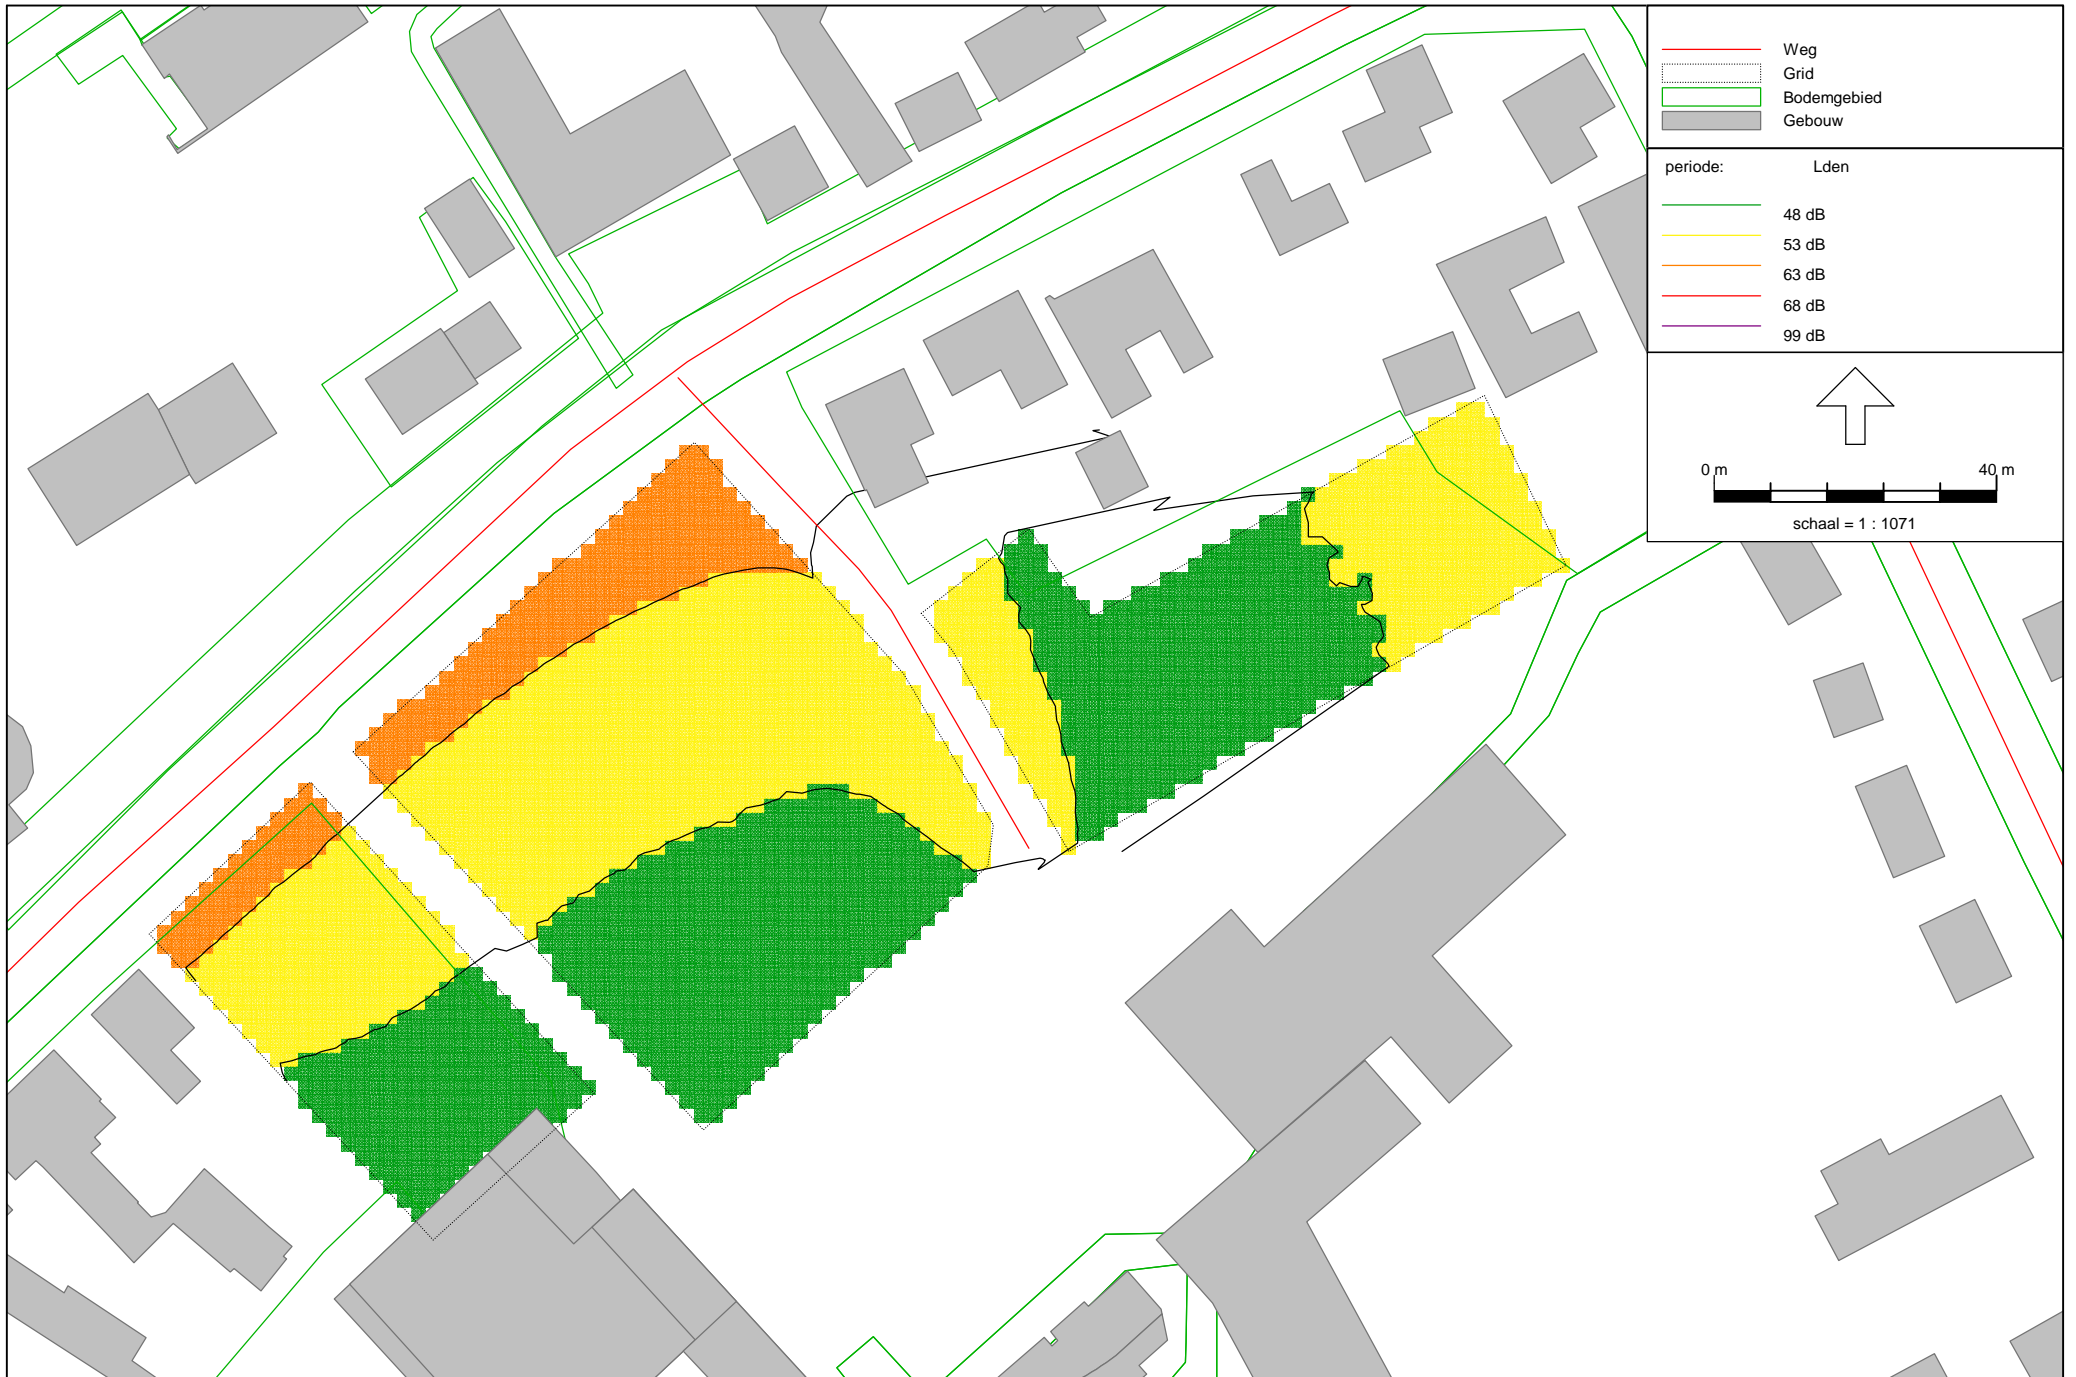 Weg
Grid
Bodemgebied
Gebouw
periode: Lden
48 dB
53 dB
63 dB
68 dB
99 dB
0 m 40 m
schaal = 1 : 1071